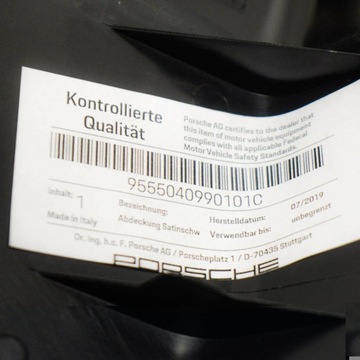 Kontrollierte
Qualität
Porsche AG certifies to the dealer that
this item of motor vehicle equipment
complies with all applicable Federal
Motor Vehicle Safety Standards.
9555040990101C
Inhalt: 1
Made in Italy
Bezeichnung:
Abdeckung Satinschw
Herstelldatum: 07/2019
Verwendbar bis: unbegrenzt
Dr. Ing. h.c. F. Porsche AG / Porscheplatz 1 / D-70435 Stuttgart
PORSCHE